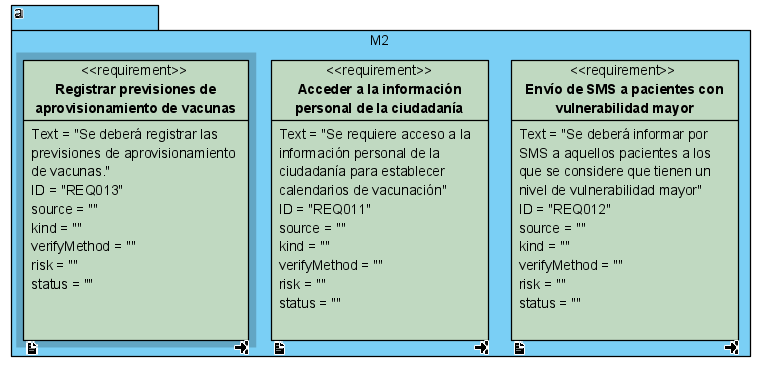 a
M2
<<requirement>>
Registrar previsiones de
aprovisionamiento de vacunas
Text = "Se deberá registrar las
previsiones de aprovisionamiento
de vacunas."
ID = "REQ013"
source = ""
kind = ""
verifyMethod = ""
risk = ""
status = ""
<<requirement>>
Acceder a la información
personal de la ciudadanía
Text = "Se requiere acceso a la
información personal de la
ciudadanía para establecer
calendarios de vacunación"
ID = "REQ011"
source = ""
kind = ""
verifyMethod = ""
risk = ""
status = ""
<<requirement>>
Envío de SMS a pacientes con
vulnerabilidad mayor
Text = "Se deberá informar por
SMS a aquellos pacientes a los
que se considere que tienen un
nivel de vulnerabilidad mayor"
ID = "REQ012"
source = ""
kind = ""
verifyMethod = ""
risk = ""
status = ""